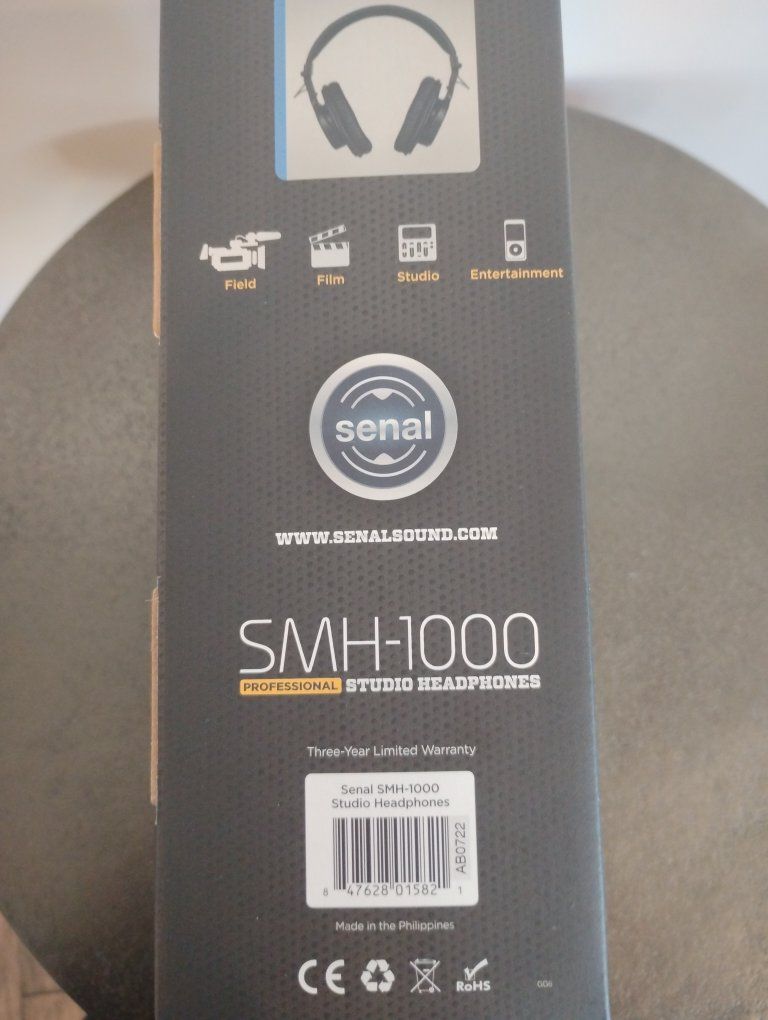 Field Film Studio Entertainment
senal
WWW.SENALSOUND.COM
SMH-1000
PROFESSIONAL STUDIO HEADPHONES
Three-Year Limited Warranty
Senal SMH-1000
Studio Headphones
AB0722
8 47628 01582 1
Made in the Philippines
CE RoHS